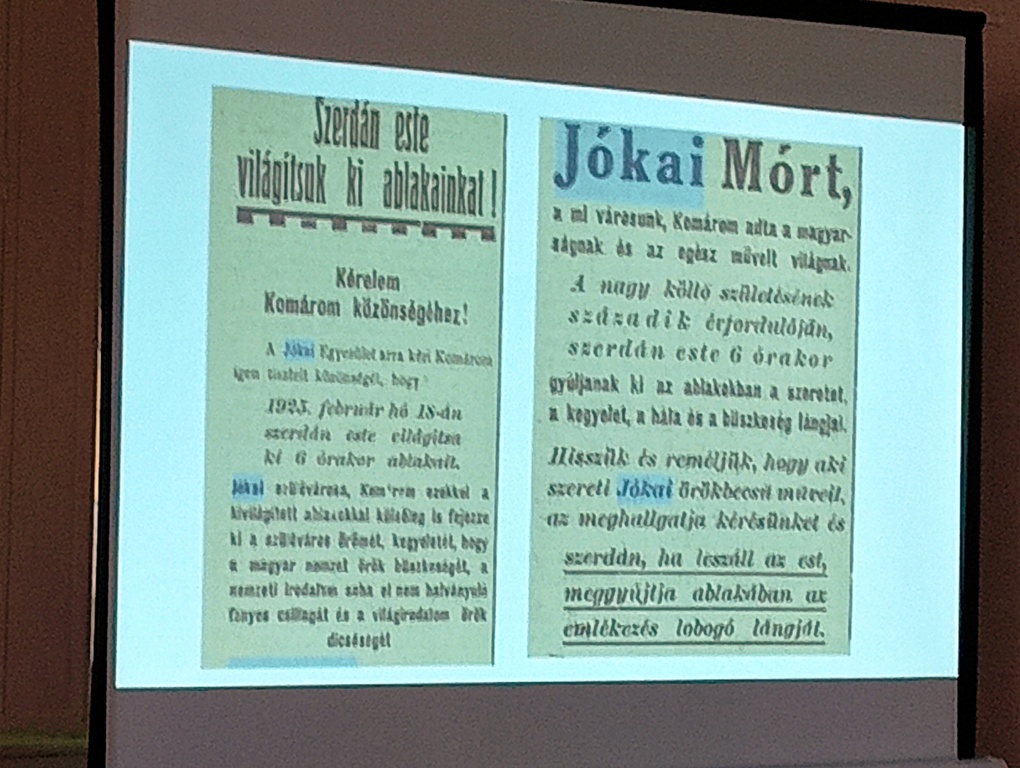 Szerdán este
világítsuk ki ablakainkat!
Kérelem
Komárom közönségéhez!
A Jókai Egyesület arra kéri Komárom
igen tisztelt közönségét, hogy
1925. február hó 18-án
szerdán este világítsa
ki 6 órakor ablakait.
Jókai szülővárosa, Komárom ezekkel a
kivilágított ablakokkal külsőleg is fejezze
ki a szülőváros örömét, kegyeletét, hogy
a magyar nemzet örök büszkeségét, a
nemzeti irodalom soha el nem halványuló
fényes csillagát és a világirodalom örök
dicsőségét
Jókai Mórt,
a mi városunk, Komárom adta a magyar-
ságnak és az egész művelt világnak.
A nagy költő születésének
századik évfordulóján,
szerdán este 6 órakor
gyúljanak ki az ablakokban a szeretet,
a kegyelet, a hála és a büszkeség lángjai.
Hisszük és reméljük, hogy aki
szereti Jókai örökbecsű műveit,
az meghallgatja kérésünket és
szerdán, ha leszáll az est,
meggyújtja ablakában az
emlékezés lobogó lángját.